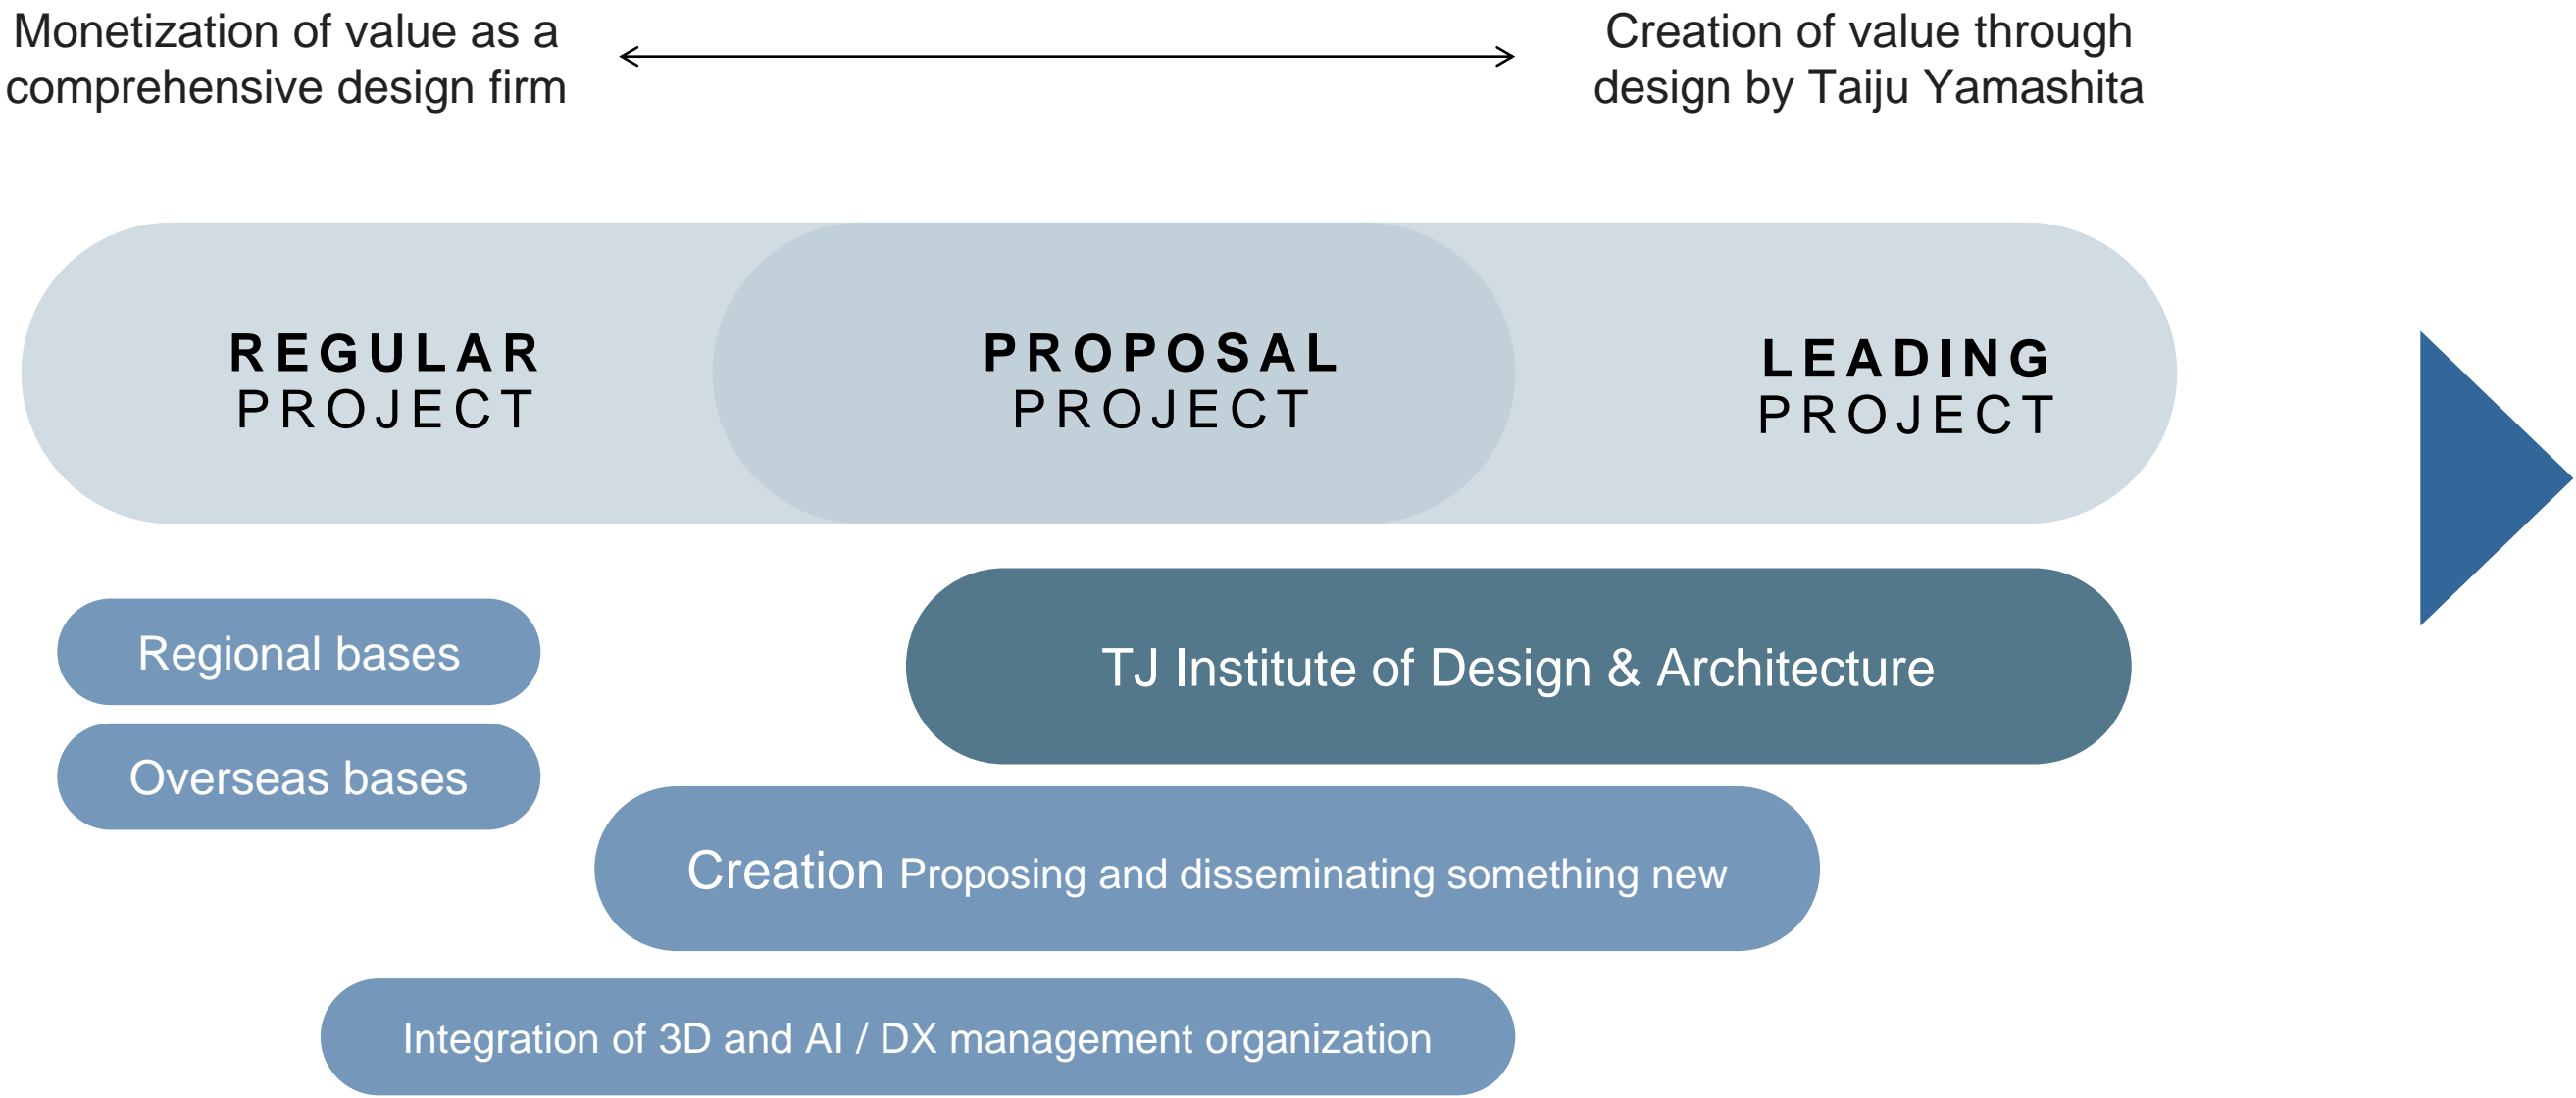 Monetization of value as a
comprehensive design firm
Creation of value through
design by Taiju Yamashita
REGULAR
PROJECT
PROPOSAL
PROJECT
LEADING
PROJECT
Regional bases
Overseas bases
TJ Institute of Design & Architecture
Creation Proposing and disseminating something new
Integration of 3D and AI / DX management organization